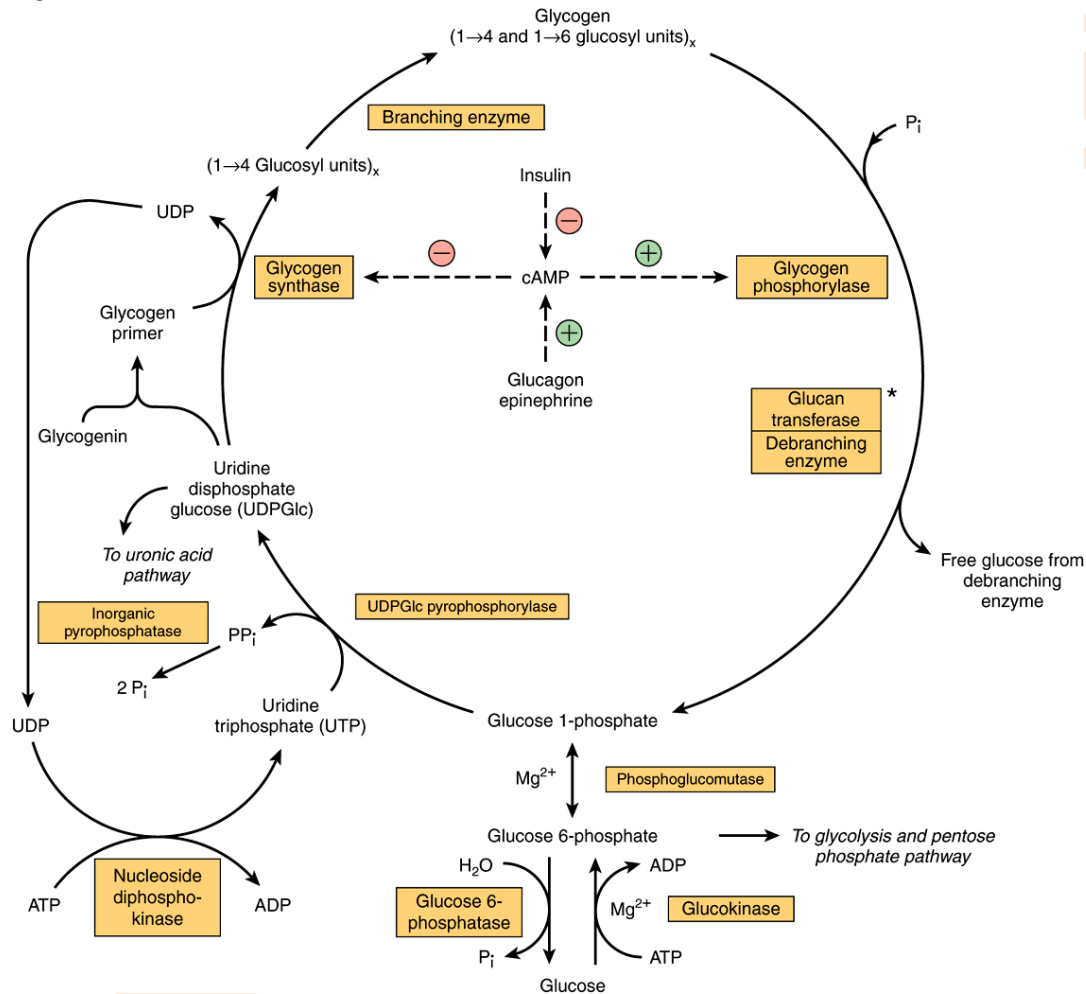 Glycogen
(1→4 and 1→6 glucosyl units)x
Branching enzyme
Pi
(1→4 Glucosyl units)x
Insulin
UDP
−
−
+
Glycogen
synthase
cAMP
Glycogen
phosphorylase
Glycogen
primer
+
Glucagon
epinephrine
Glucan
transferase
*
Debranching
enzyme
Glycogenin
Uridine
disphosphate
glucose (UDPGlc)
To uronic acid
pathway
Free glucose from
debranching
enzyme
UDPGlc pyrophosphorylase
Inorganic
pyrophosphatase
PPi
2 Pi
UDP
Uridine
triphosphate (UTP)
Glucose 1-phosphate
Mg2+
Phosphoglucomutase
Glucose 6-phosphate
To glycolysis and pentose
phosphate pathway
H2O
ADP
Nucleoside
diphospho-
kinase
ATP
ADP
Glucose 6-
phosphatase
Mg2+
Glucokinase
Pi
ATP
Glucose